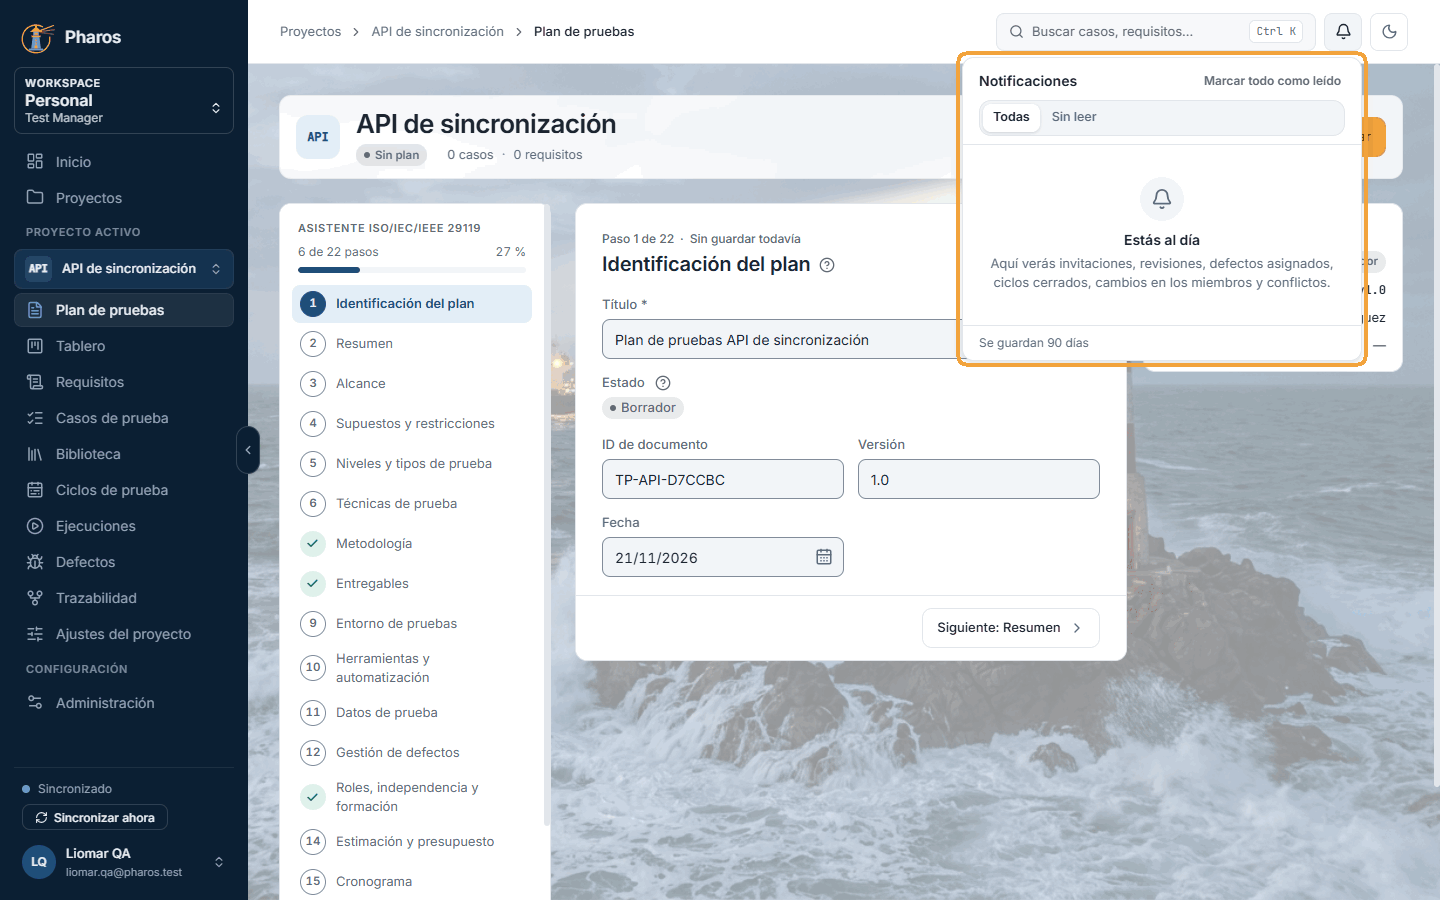 Pharos
WORKSPACE
Personal
Test Manager
Inicio
Proyectos
PROYECTO ACTIVO
API API de sincronización
Plan de pruebas
Tablero
Requisitos
Casos de prueba
Biblioteca
Ciclos de prueba
Ejecuciones
Defectos
Trazabilidad
Ajustes del proyecto
CONFIGURACIÓN
Administración
Sincronizado
Sincronizar ahora
LQ Liomar QA
liomar.qa@pharos.test
Proyectos > API de sincronización > Plan de pruebas
Buscar casos, requisitos... Ctrl K
API
API de sincronización
Sin plan 0 casos · 0 requisitos
ASISTENTE ISO/IEC/IEEE 29119
6 de 22 pasos 27 %
1 Identificación del plan
2 Resumen
3 Alcance
4 Supuestos y restricciones
5 Niveles y tipos de prueba
6 Técnicas de prueba
Metodología
Entregables
9 Entorno de pruebas
10 Herramientas y
automatización
11 Datos de prueba
12 Gestión de defectos
Roles, independencia y
formación
14 Estimación y presupuesto
15 Cronograma
Paso 1 de 22 · Sin guardar todavía
Identificación del plan
Título *
Plan de pruebas API de sincronización
Estado
Borrador
ID de documento
TP-API-D7CCBC
Versión
1.0
Fecha
21/11/2026
Siguiente: Resumen
Notificaciones Marcar todo como leído
Todas Sin leer
Estás al día
Aquí verás invitaciones, revisiones, defectos asignados,
ciclos cerrados, cambios en los miembros y conflictos.
Se guardan 90 días
v1.0
—